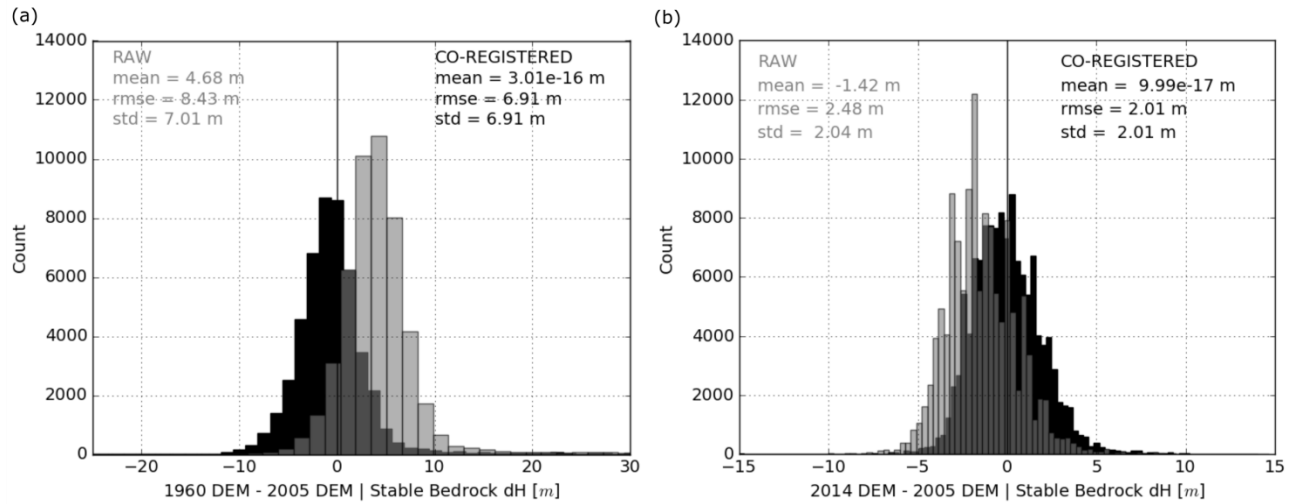 (a)
RAW
mean = 4.68 m
rmse = 8.43 m
std = 7.01 m
CO-REGISTERED
mean = 3.01e-16 m
rmse = 6.91 m
std = 6.91 m
14000
12000
10000
8000
6000
4000
2000
0
Count
−20
−10
0
10
20
30
1960 DEM - 2005 DEM | Stable Bedrock dH [m]
(b)
RAW
mean = -1.42 m
rmse = 2.48 m
std = 2.04 m
CO-REGISTERED
mean = 9.99e-17 m
rmse = 2.01 m
std = 2.01 m
14000
12000
10000
8000
6000
4000
2000
0
Count
−15
−10
−5
0
5
10
15
2014 DEM - 2005 DEM | Stable Bedrock dH [m]